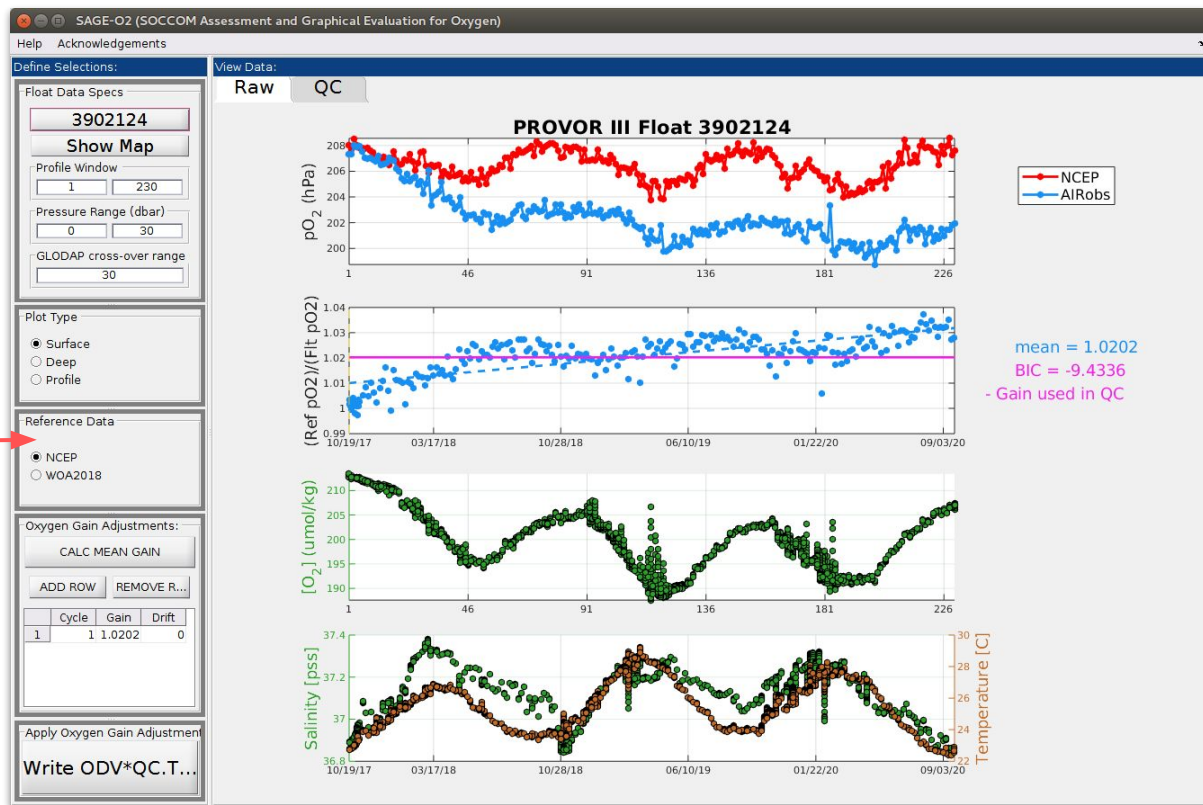 SAGE-O2 (SOCCOM Assessment and Graphical Evaluation for Oxygen)
Help Acknowledgements
Define Selections:
Float Data Specs
3902124
Show Map
Profile Window
1 230
Pressure Range (dbar)
0 30
GLODAP cross-over range
30
Plot Type
Surface
Deep
Profile
Reference Data
NCEP
WOA2018
Oxygen Gain Adjustments:
CALC MEAN GAIN
ADD ROW REMOVE R...
Cycle Gain Drift
1 1 1.0202 0
Apply Oxygen Gain Adjustment
Write ODV*QC.T...
View Data:
Raw QC
PROVOR III Float 3902124
pO2 (hPa)
208
206
204
202
200
1 46 91 136 181 226
NCEP
AIRobs
(Ref pO2)/(Flt pO2)
1.04
1.03
1.02
1.01
1
0.99
10/19/17 03/17/18 10/28/18 06/10/19 01/22/20 09/03/20
mean = 1.0202
BIC = -9.4336
- Gain used in QC
[O2] (umol/kg)
210
205
200
195
190
1 46 91 136 181 226
Salinity [pss]
37.4
37.2
37
36.8
30
28
26
24
22
Temperature [C]
10/19/17 03/17/18 10/28/18 06/10/19 01/22/20 09/03/20